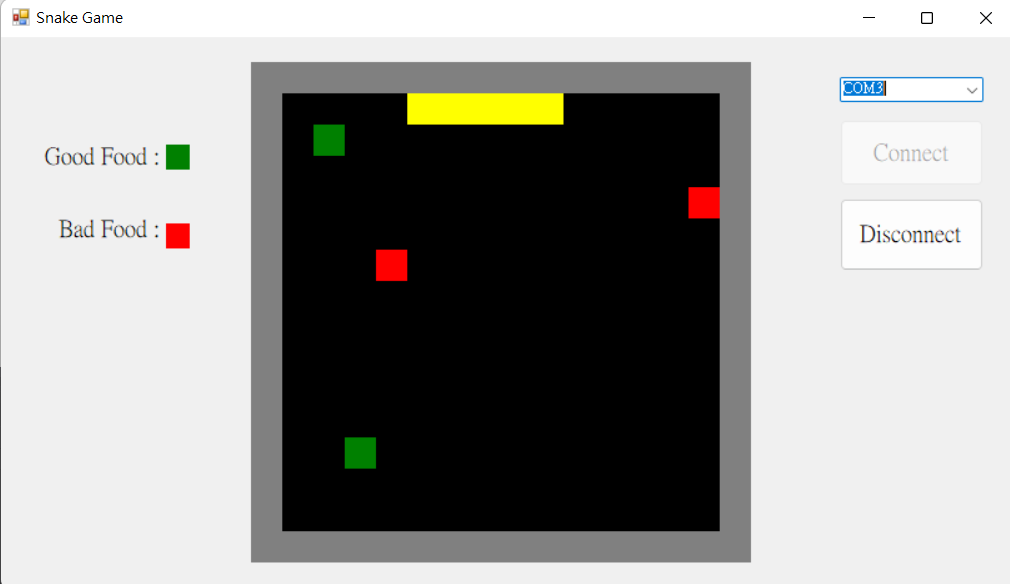 Snake Game
COM3
Good Food :
Connect
Bad Food :
Disconnect